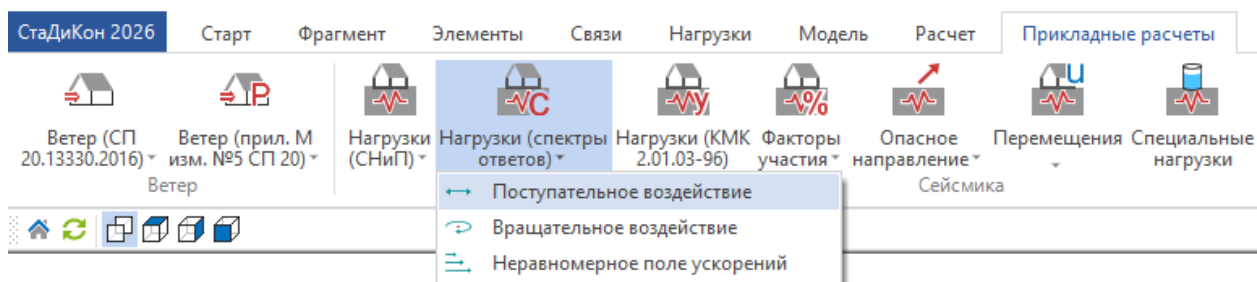 СтаДиКон 2026 Старт Фрагмент Элементы Связи Нагрузки Модель Расчет Прикладные расчеты
Ветер (СП 20.13330.2016)
Ветер (прил. М изм. №5 СП 20)
Нагрузки (СНиП)
Нагрузки (спектры ответов)
Нагрузки (КМК 2.01.03-96)
Факторы участия
Опасное направление
Перемещения
Специальные нагрузки
Ветер
Сейсмика
Поступательное воздействие
Вращательное воздействие
Неравномерное поле ускорений